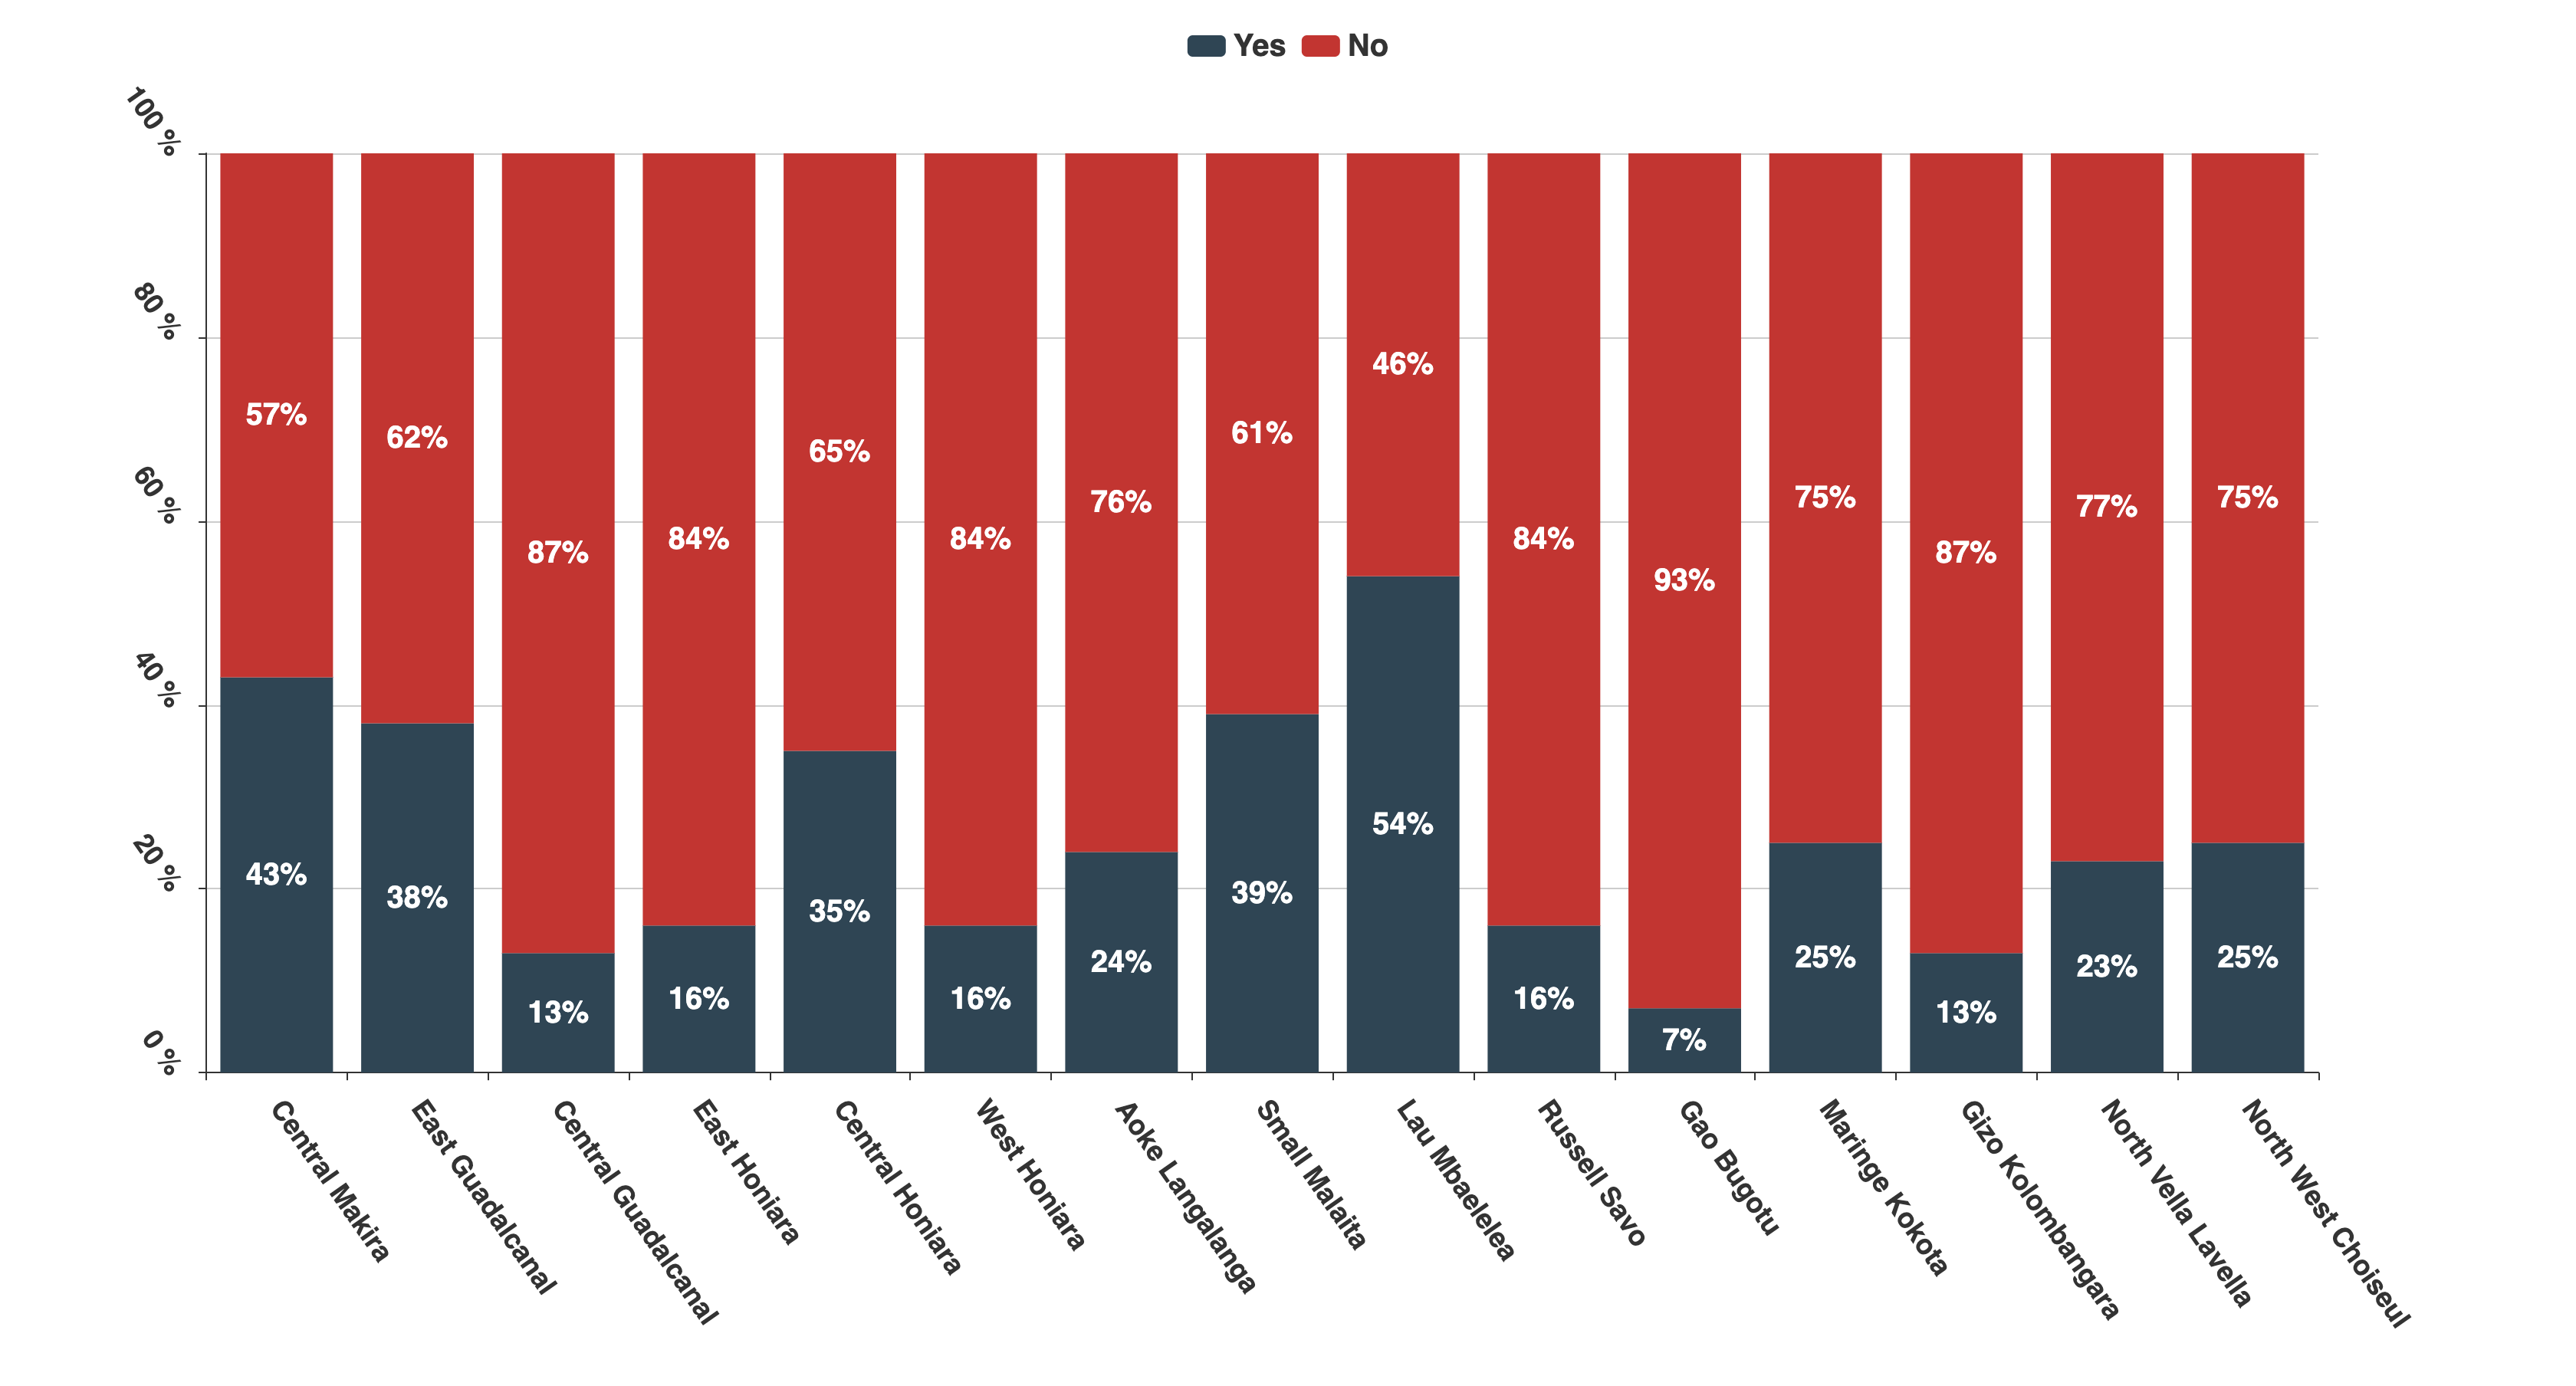 Yes No
100 %
80 %
60 %
40 %
20 %
0 %
57% 62% 87% 84% 65% 84% 76% 61% 46% 84% 93% 75% 87% 77% 75%
43% 38% 13% 16% 35% 16% 24% 39% 54% 16% 7% 25% 13% 23% 25%
Central Makira
East Guadalcanal
Central Guadalcanal
East Honiara
Central Honiara
West Honiara
Aoke Langalanga
Small Malaita
Lau Mbaelelea
Russell Savo
Gao Bugotu
Maringe Kokota
Gizo Kolombangara
North Vella Lavella
North West Choiseul